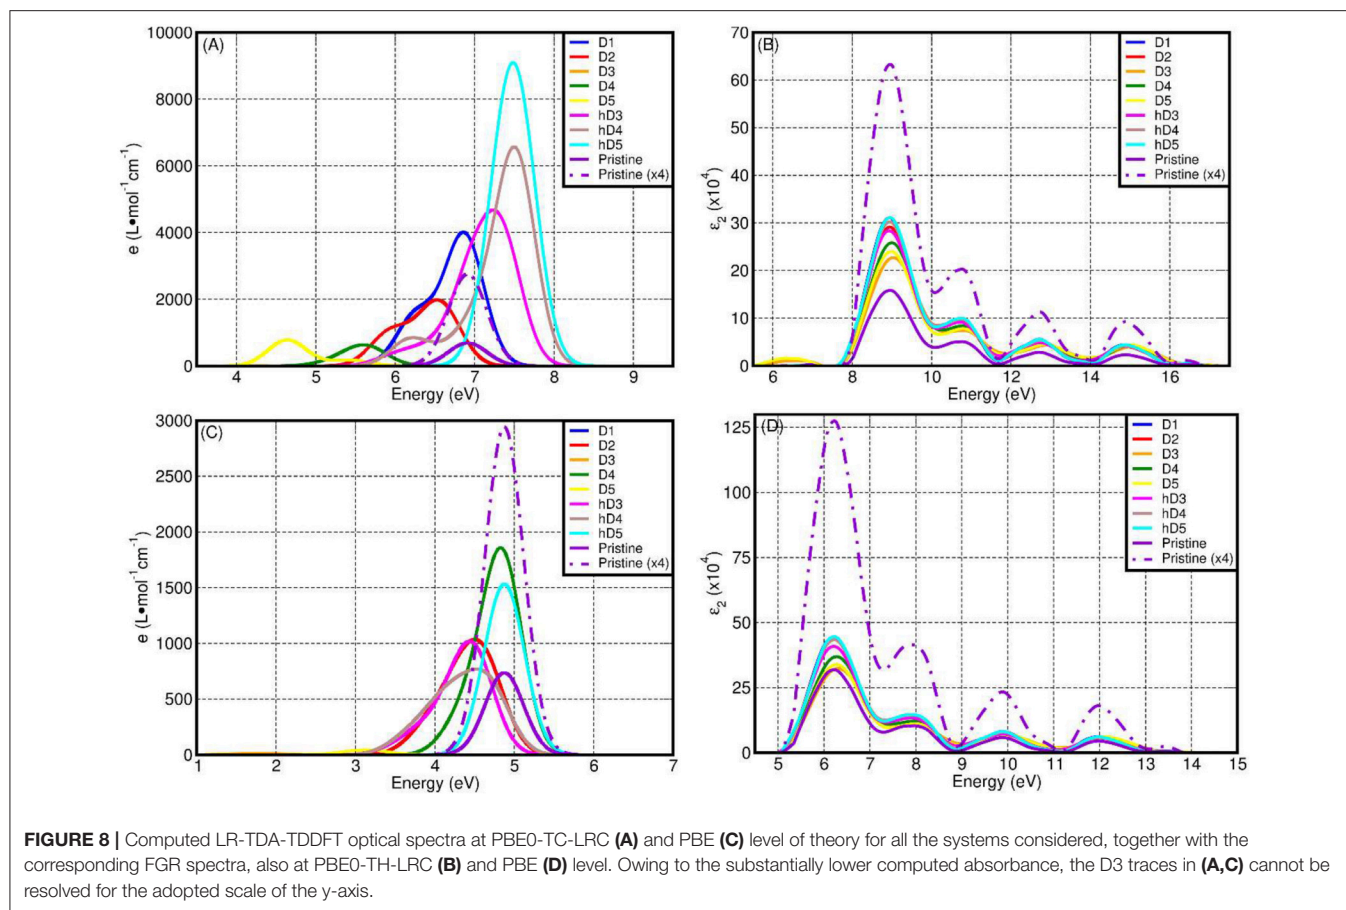 (A)
10000
8000
6000
4000
2000
0
e (L•mol⁻¹cm⁻¹)
4 5 6 7 8 9
Energy (eV)
D1
D2
D3
D4
D5
hD3
hD4
hD5
Pristine
Pristine (x4)
(B)
70
60
50
40
30
20
10
0
ε₂ (x10⁴)
6 8 10 12 14 16
Energy (eV)
D1
D2
D3
D4
D5
hD3
hD4
hD5
Pristine
Pristine (x4)
(C)
3000
2500
2000
1500
1000
500
0
e (L•mol⁻¹cm⁻¹)
1 2 3 4 5 6 7
Energy (eV)
D1
D2
D3
D4
D5
hD3
hD4
hD5
Pristine
Pristine (x4)
(D)
125
100
75
50
25
0
ε₂ (x10⁴)
5 6 7 8 9 10 11 12 13 14 15
Energy (eV)
D1
D2
D3
D4
D5
hD3
hD4
hD5
Pristine
Pristine (x4)
FIGURE 8 | Computed LR-TDA-TDDFT optical spectra at PBE0-TC-LRC (A) and PBE (C) level of theory for all the systems considered, together with the
corresponding FGR spectra, also at PBE0-TH-LRC (B) and PBE (D) level. Owing to the substantially lower computed absorbance, the D3 traces in (A,C) cannot be
resolved for the adopted scale of the y-axis.